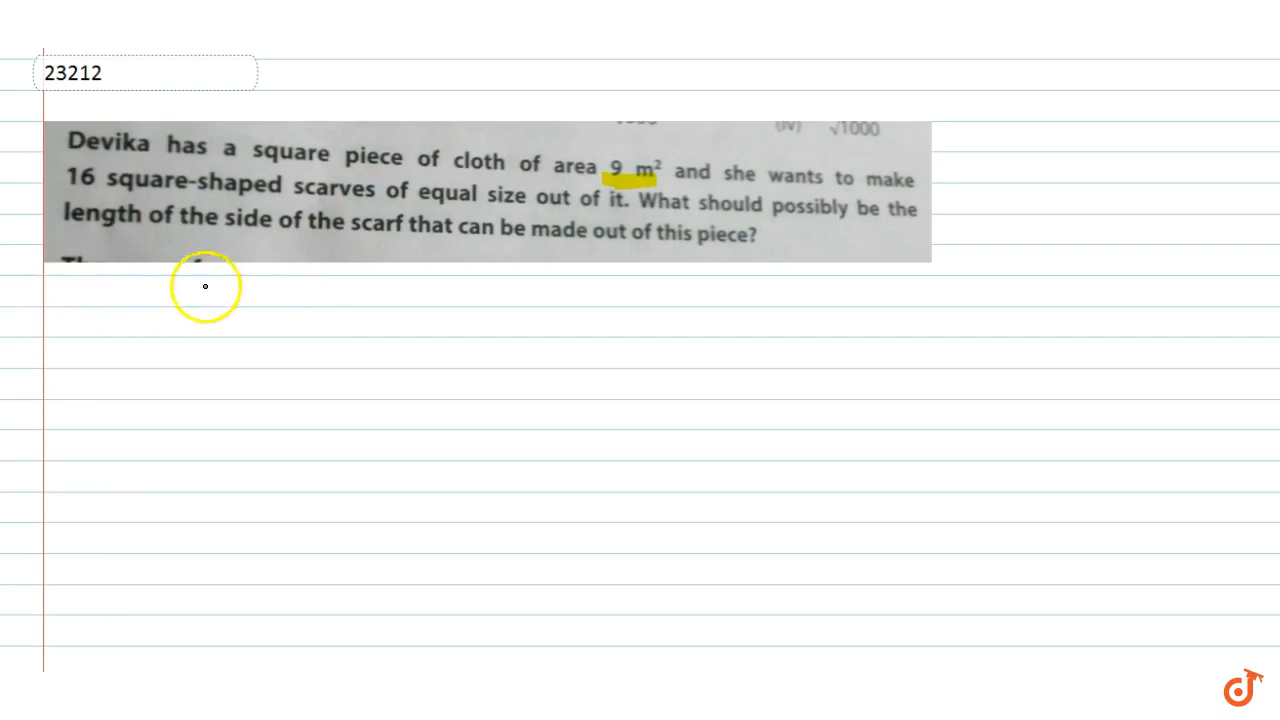 23212
(iv) √1000
Devika has a square piece of cloth of area 9 m² and she wants to make
16 square-shaped scarves of equal size out of it. What should possibly be the
length of the side of the scarf that can be made out of this piece?